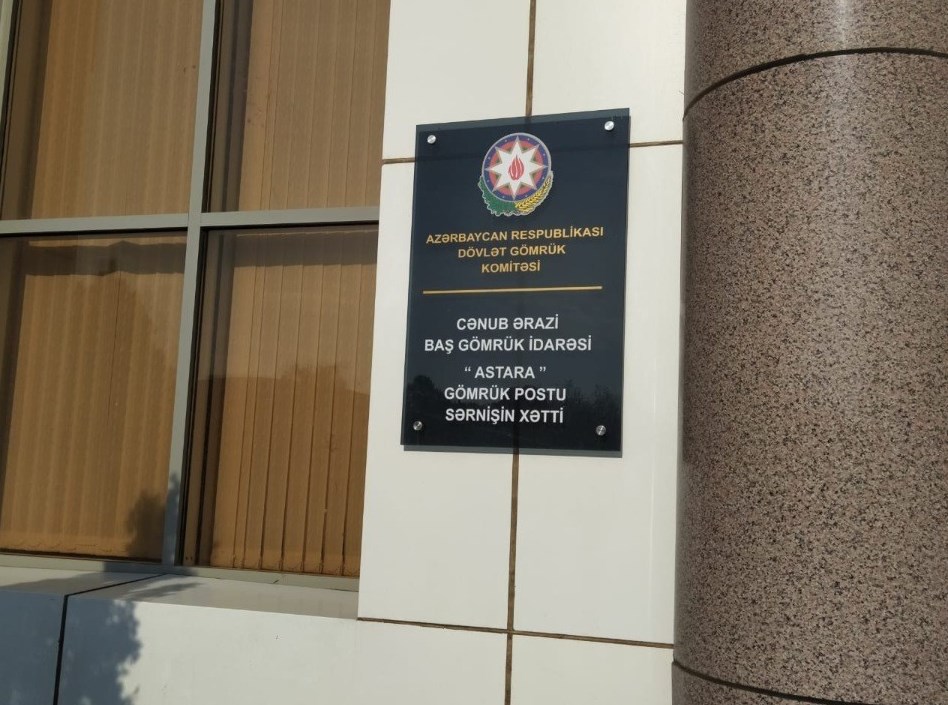 AZƏRBAYCAN RESPUBLİKASI
DÖVLƏT GÖMRÜK
KOMİTƏSİ
CƏNUB ƏRAZİ
BAŞ GÖMRÜK İDARƏSİ
“ ASTARA ”
GÖMRÜK POSTU
SƏRNİŞİN XƏTTİ